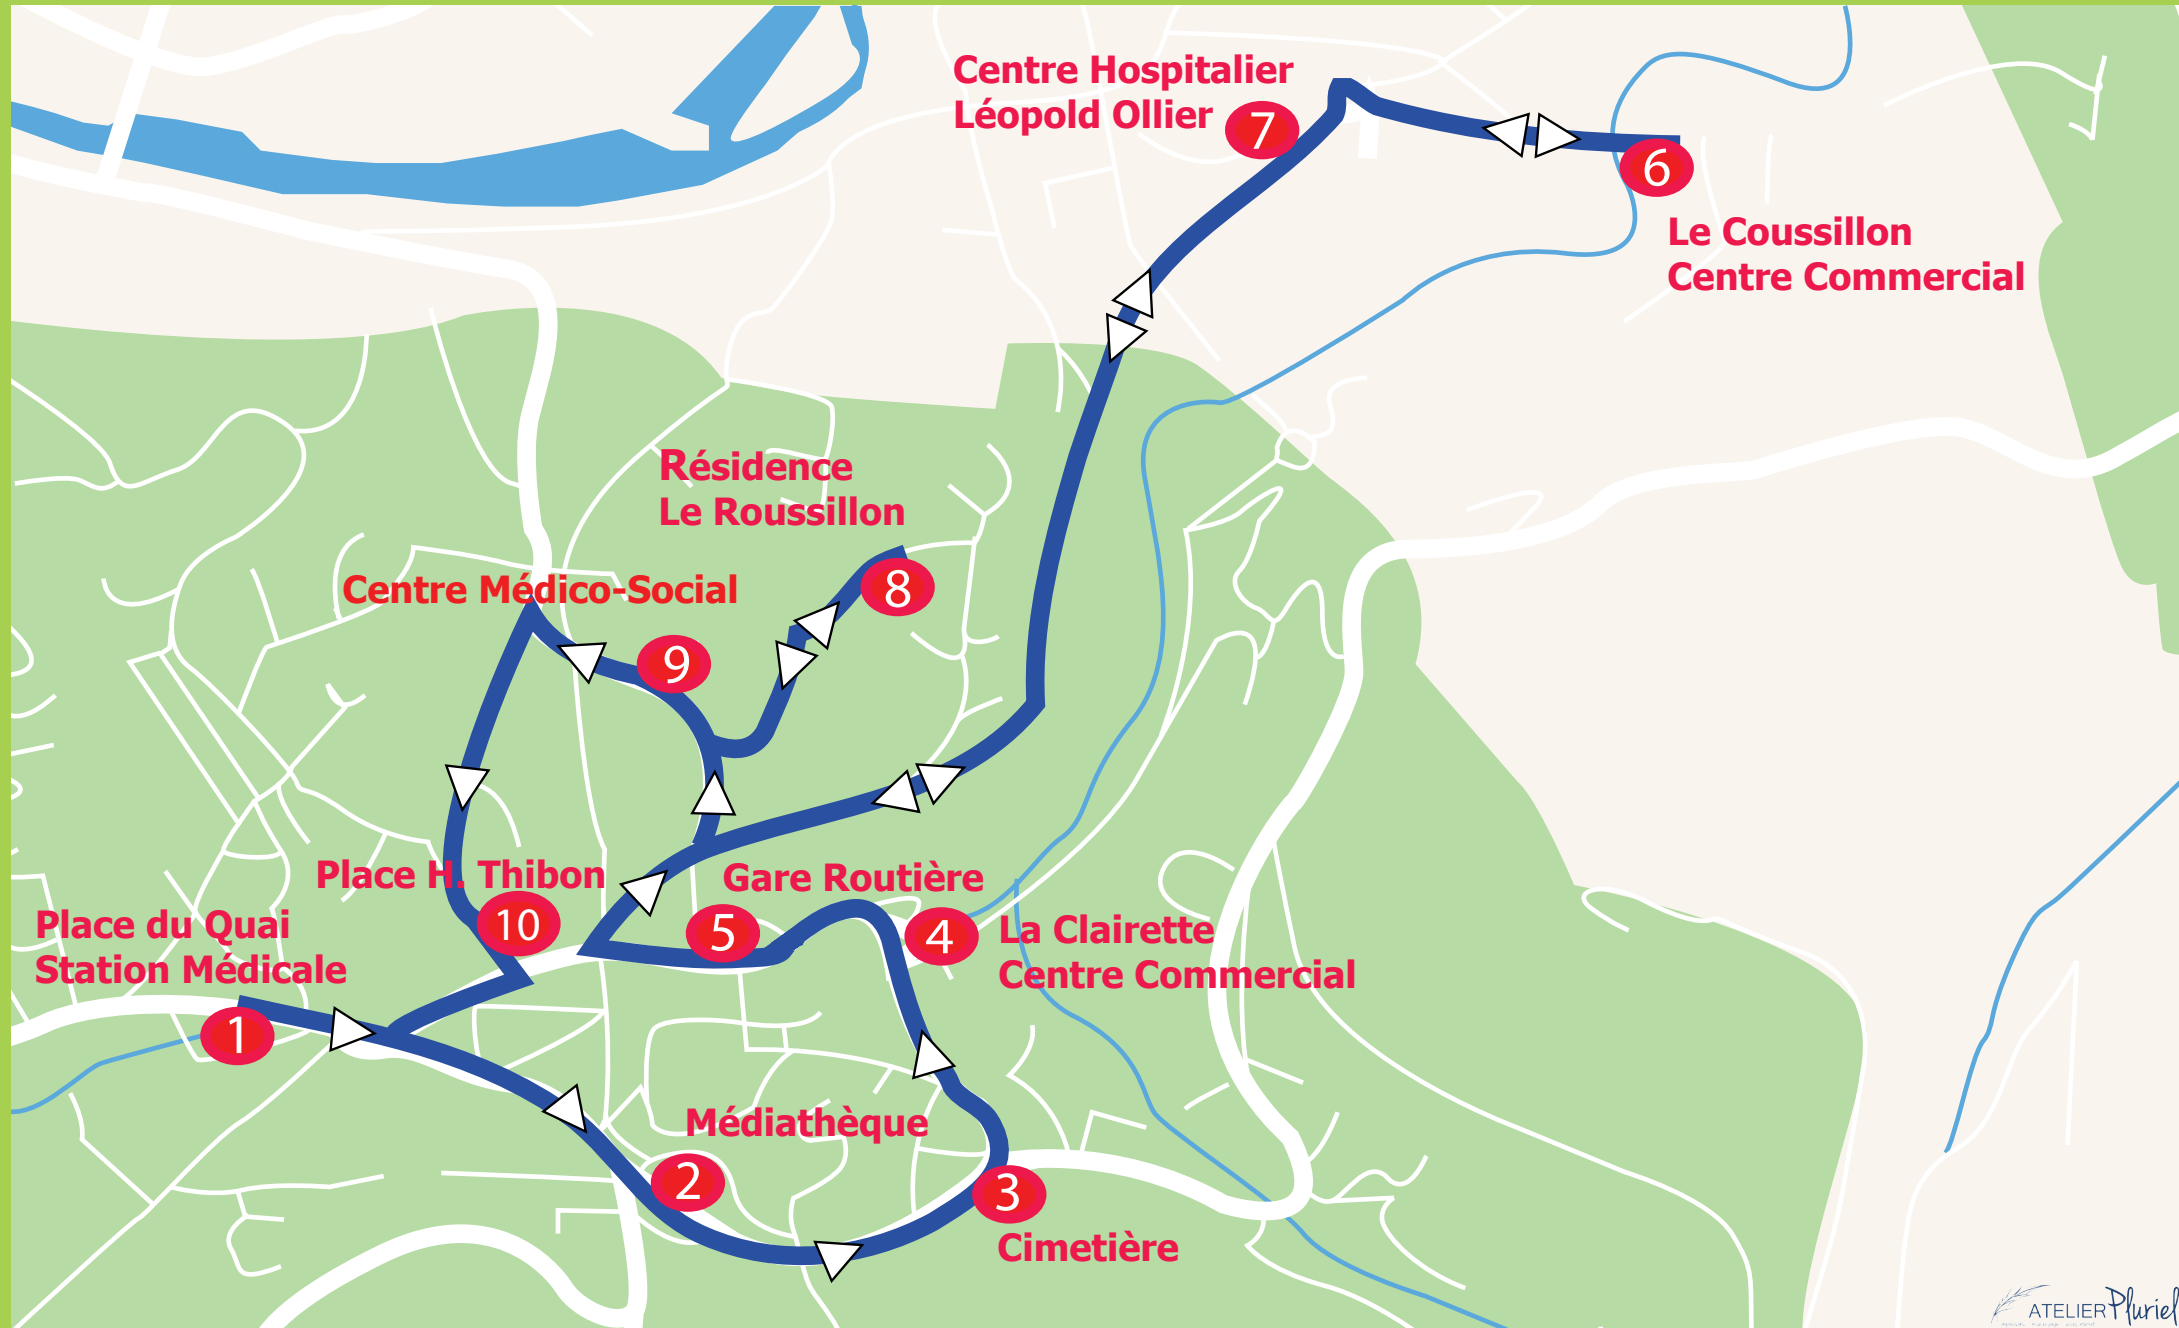 Centre Hospitalier
Léopold Ollier
7
6
Le Coussillon
Centre Commercial
Résidence
Le Roussillon
8
Centre Médico-Social
9
Place H. Thibon
10
Gare Routière
5
4
La Clairette
Centre Commercial
Place du Quai
Station Médicale
1
Médiathèque
2
3
Cimetière
ATELIER Pluriel